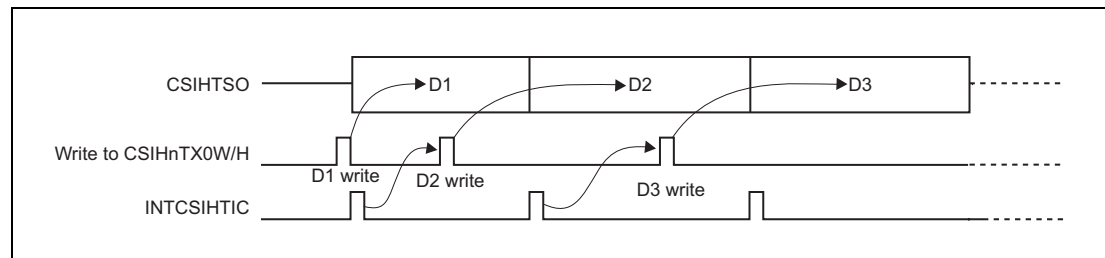 CSIHTSO
D1
D2
D3
Write to CSIHnTX0W/H
D1 write
D2 write
D3 write
INTCSIHTIC